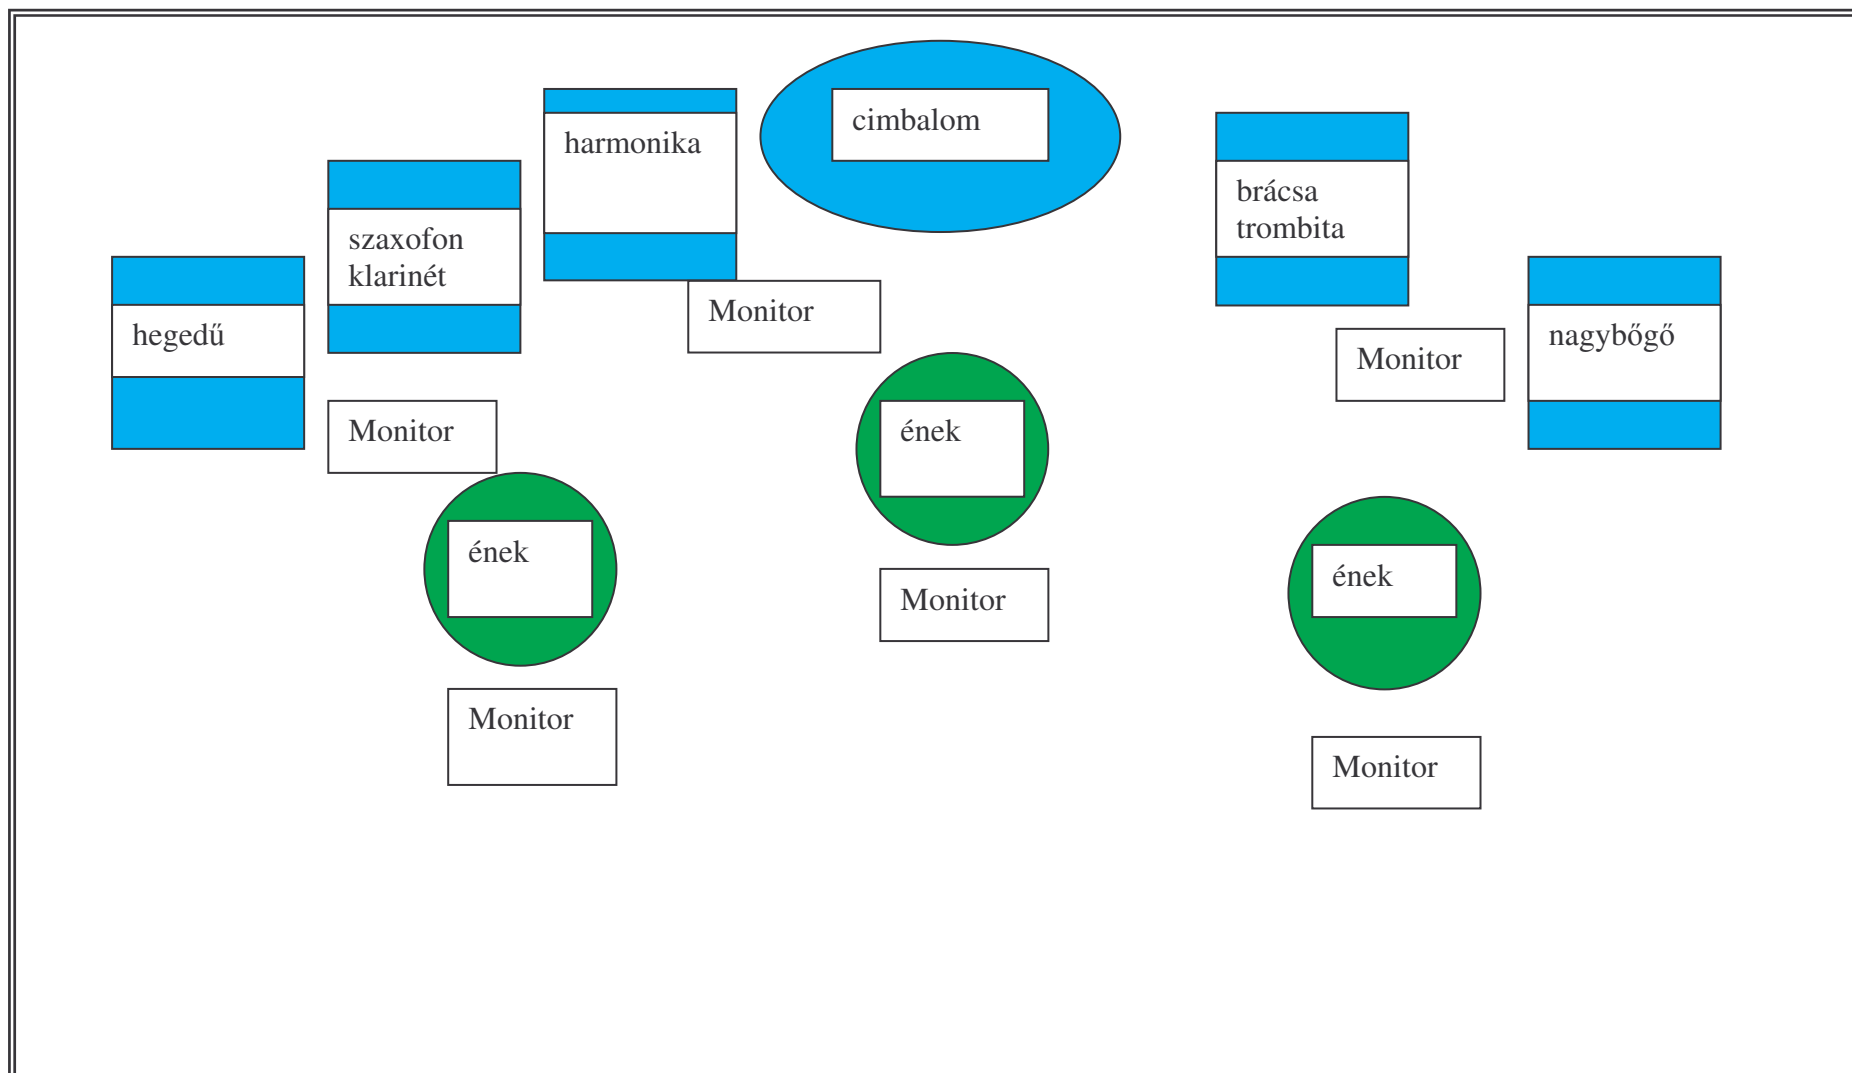 cimbalom
harmonika
brácsa
trombita
szaxofon
klarinét
hegedű
Monitor
nagybőgő
Monitor
Monitor
ének
ének
Monitor
ének
Monitor
Monitor